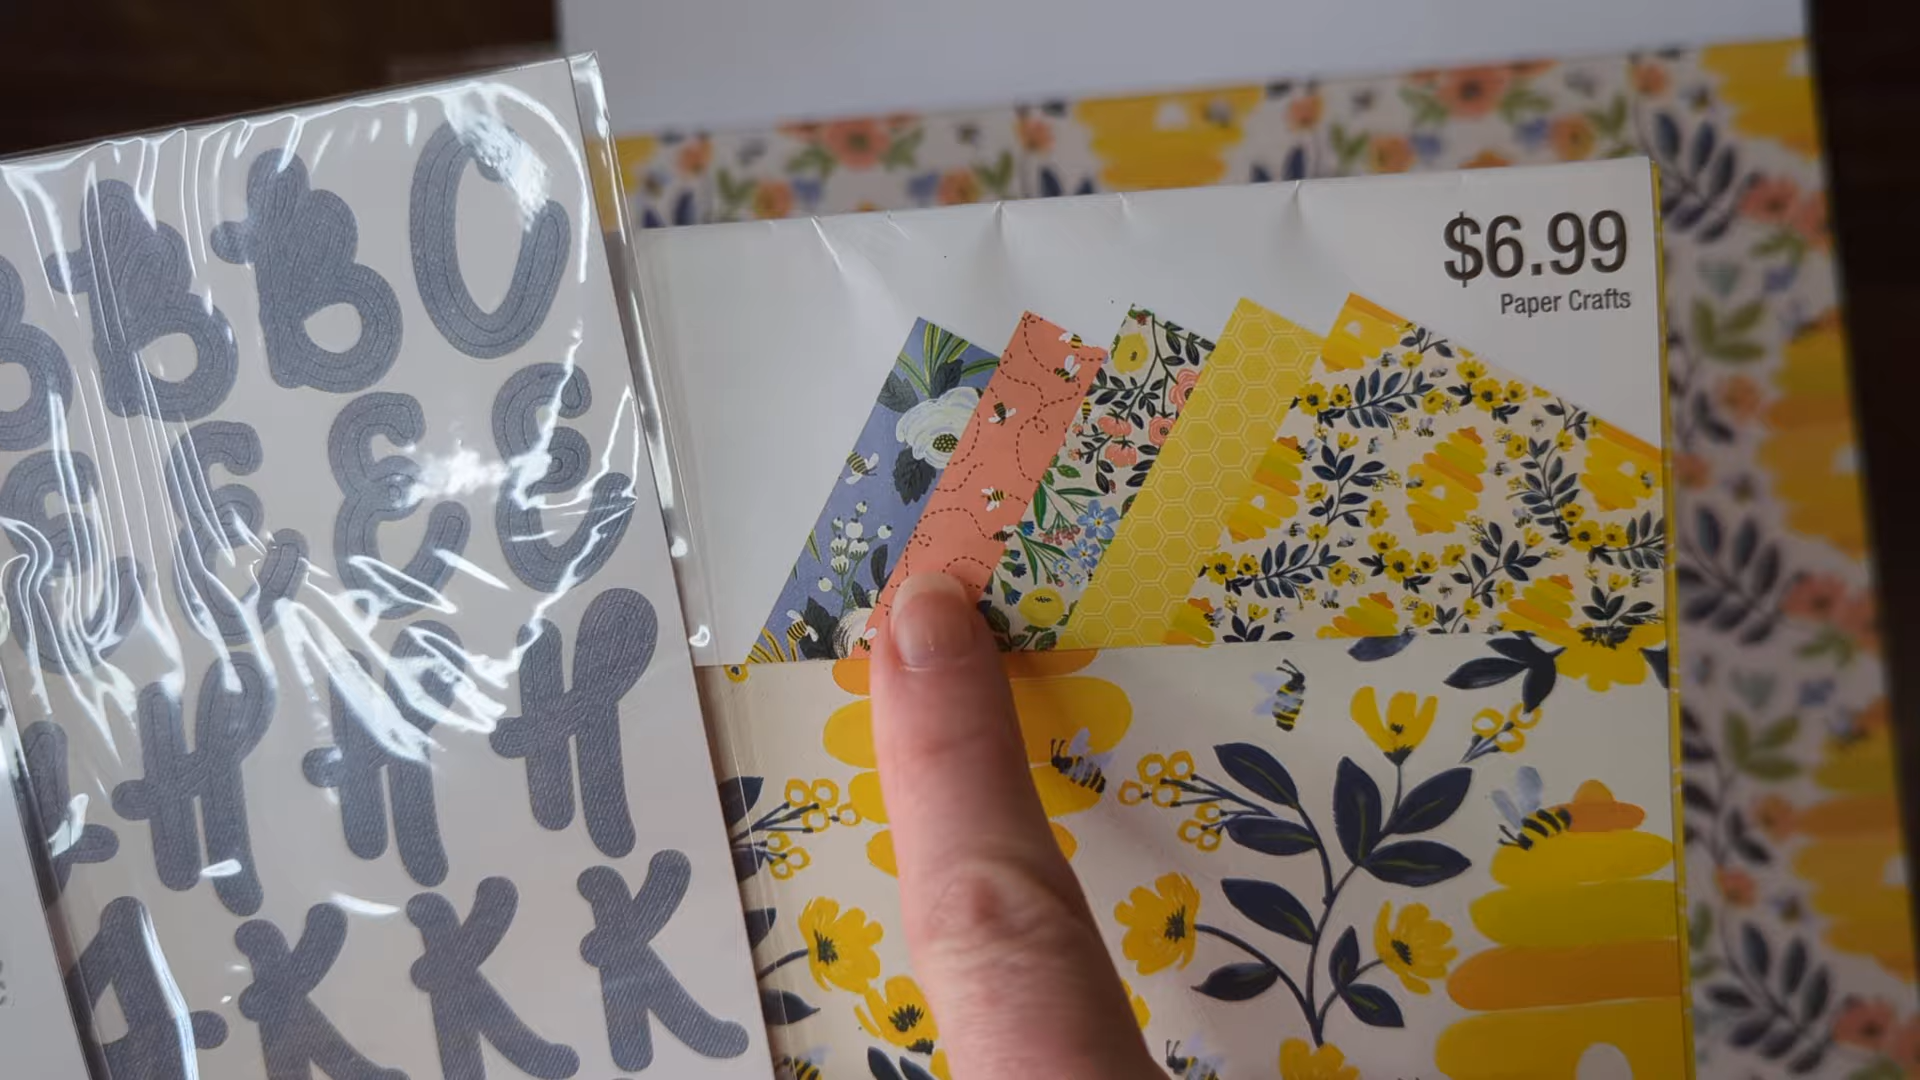 B B B C
E E E E
H H H
K K K
$6.99
Paper Crafts